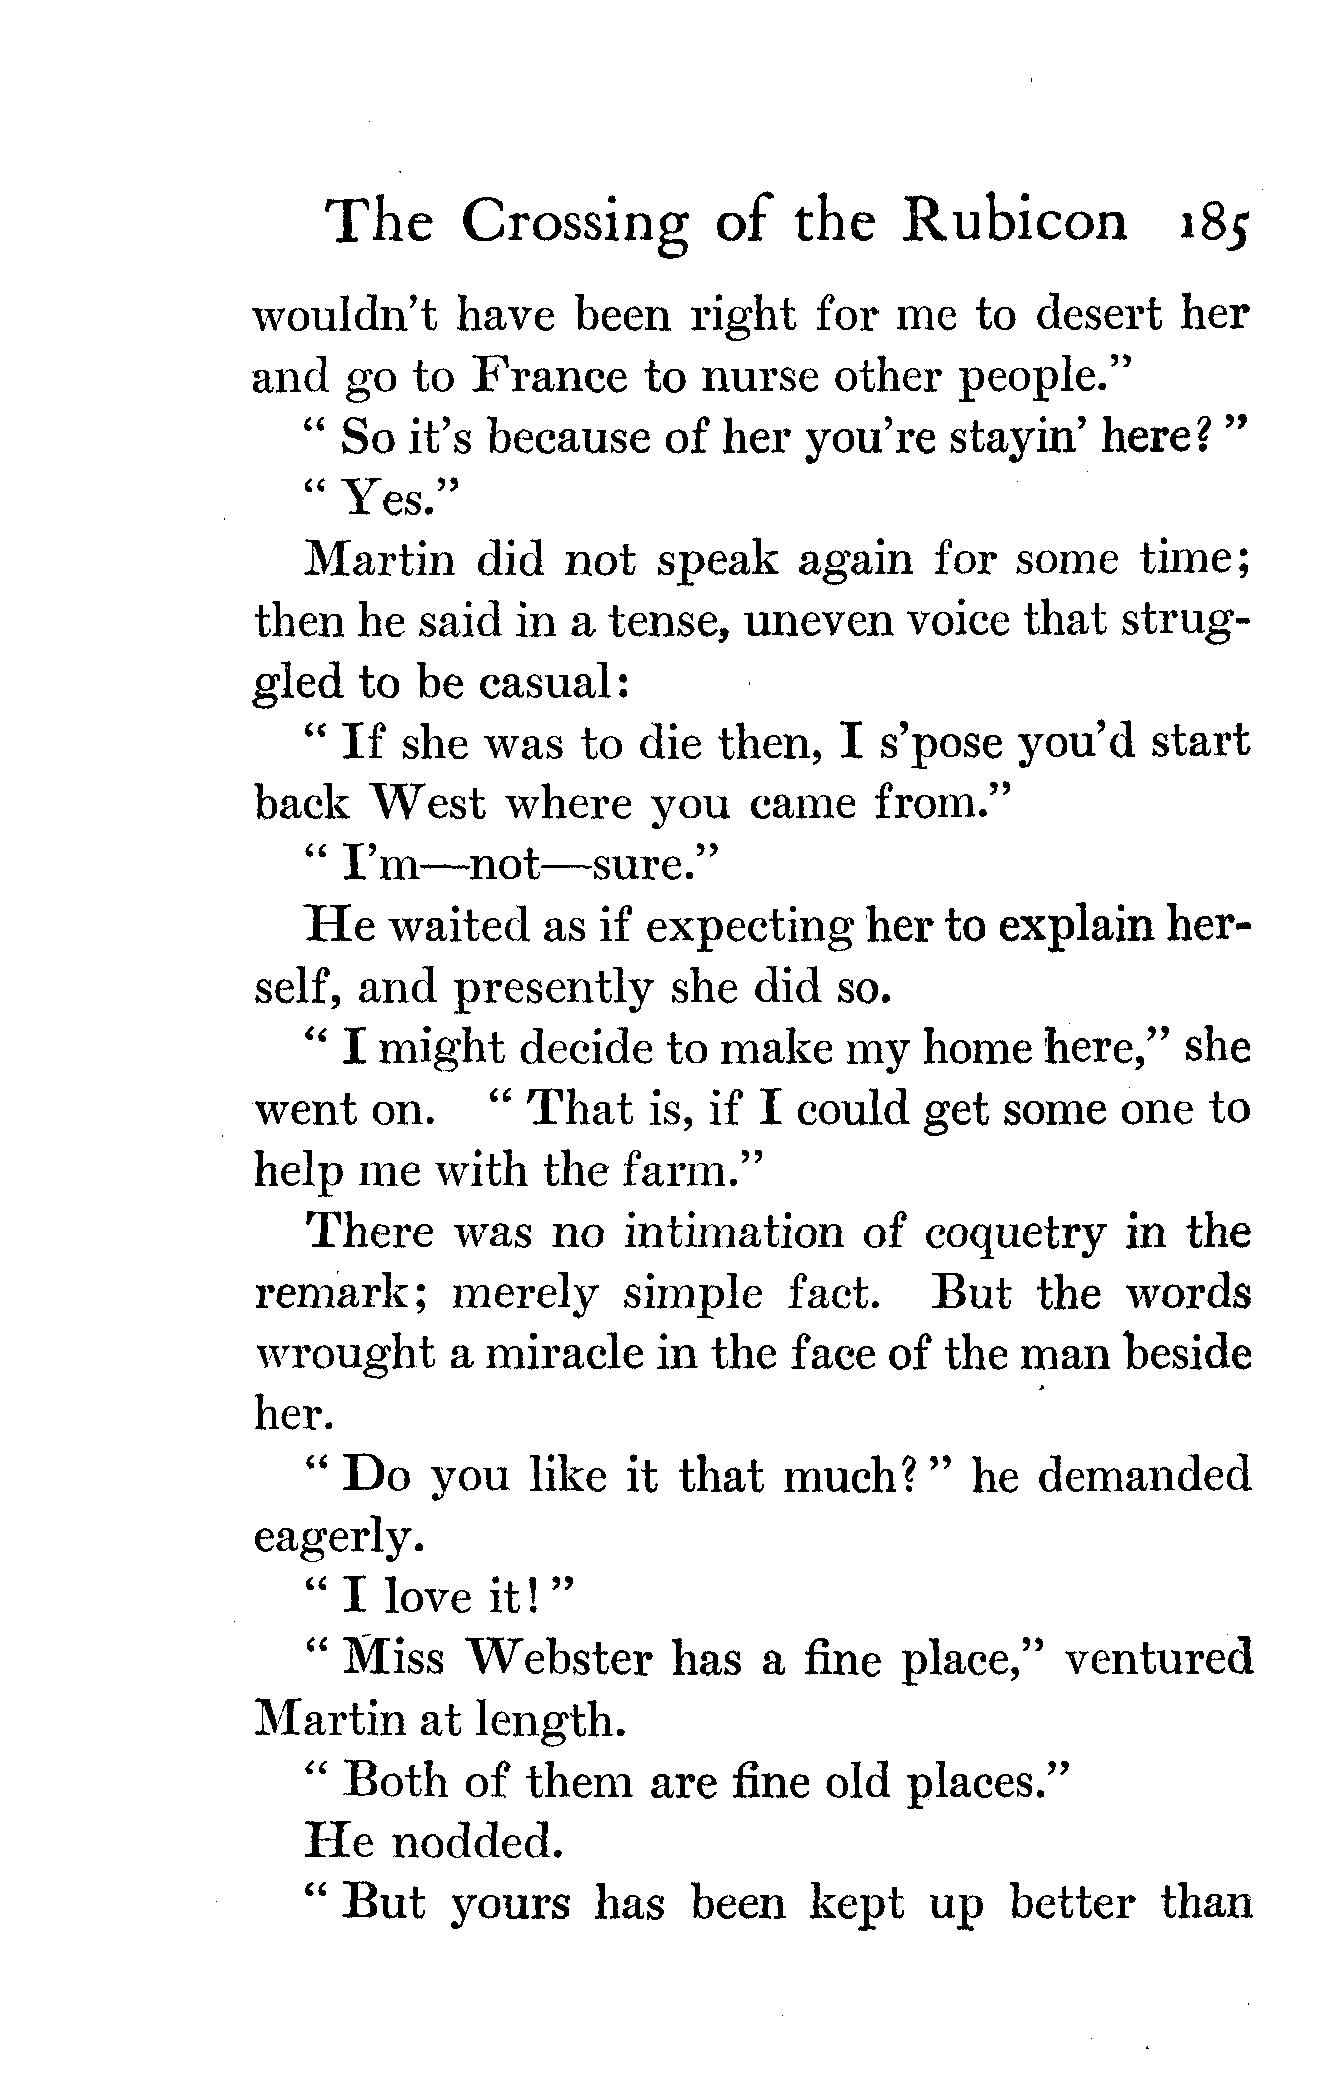 The Crossing of the Rubicon 185
wouldn't have been right for me to desert her
and go to France to nurse other people."
" So it's because of her you're stayin' here? "
" Yes."
Martin did not speak again for some time;
then he said in a tense, uneven voice that strug-
gled to be casual:
" If she was to die then, I s'pose you'd start
back West where you came from."
" I'm—not—sure."
He waited as if expecting her to explain her-
self, and presently she did so.
" I might decide to make my home here," she
went on. " That is, if I could get some one to
help me with the farm."
There was no intimation of coquetry in the
remark; merely simple fact. But the words
wrought a miracle in the face of the man beside
her.
" Do you like it that much? " he demanded
eagerly.
" I love it! "
" Miss Webster has a fine place," ventured
Martin at length.
" Both of them are fine old places."
He nodded.
" But yours has been kept up better than